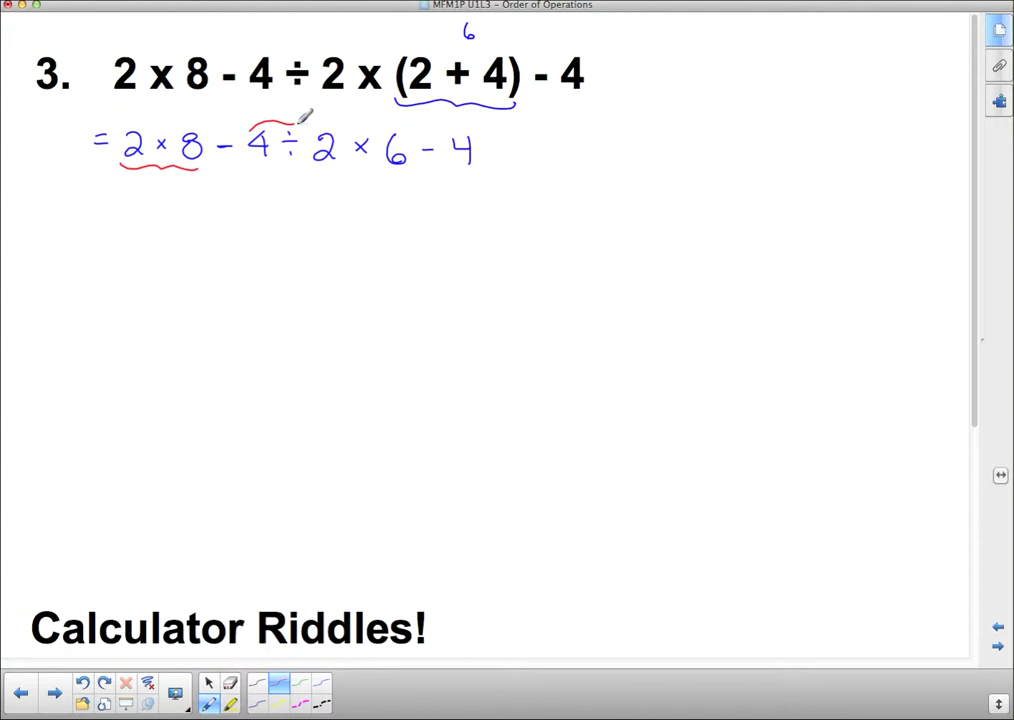 MFM1P U1L3 – Order of Operations
6
3. 2 x 8 - 4 ÷ 2 x (2 + 4) - 4
= 2 × 8 - 4 ÷ 2 × 6 - 4
Calculator Riddles!